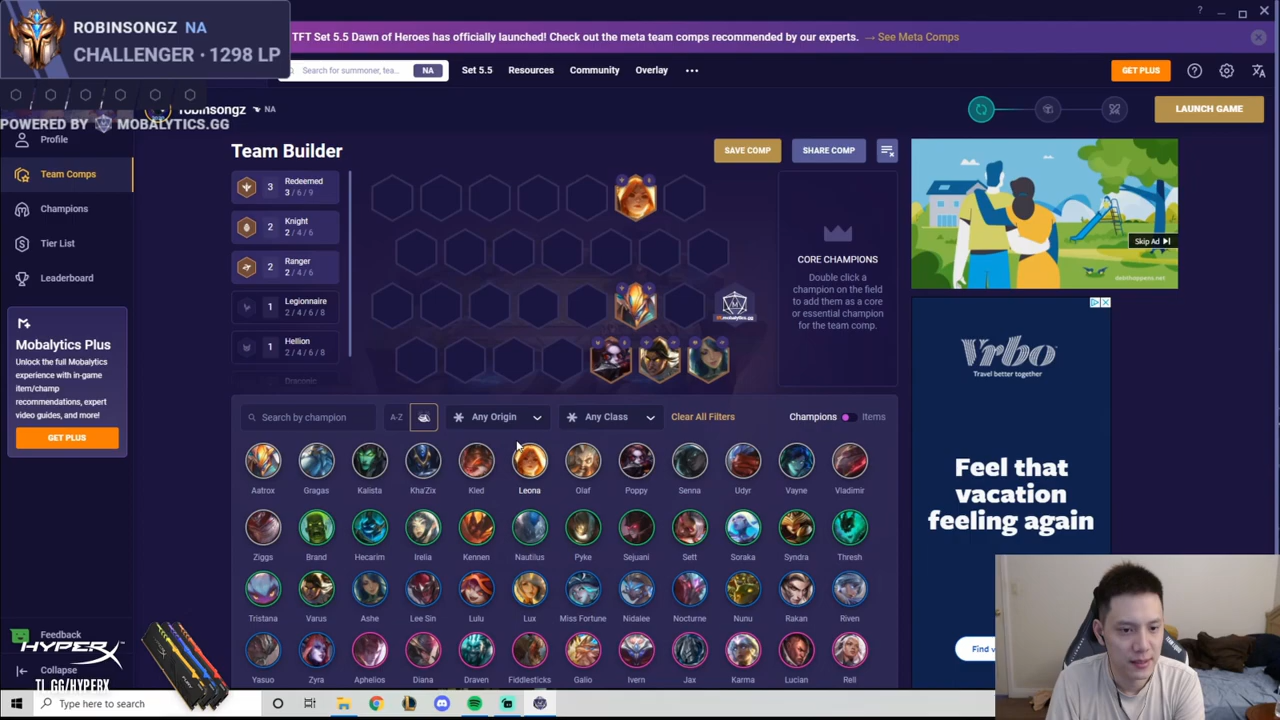 ROBINSONGZ NA
CHALLENGER · 1298 LP
TFT Set 5.5 Dawn of Heroes has officially launched! Check out the meta team comps recommended by our experts. → See Meta Comps
Search for summoner, tea...
NA
Set 5.5
Resources
Community
Overlay
GET PLUS
robinsongz NA
POWERED BY MOBALYTICS.GG
LAUNCH GAME
Profile
Team Comps
Champions
Tier List
Leaderboard
Mobalytics Plus
Unlock the full Mobalytics
experience with in-game
item/champ
recommendations, expert
video guides, and more!
GET PLUS
Feedback
HYPERX
Collapse
TL.GG/HYPERX
Team Builder
SAVE COMP
SHARE COMP
3 Redeemed
3 / 6 / 9
2 Knight
2 / 4 / 6
2 Ranger
2 / 4 / 6
1 Legionnaire
2 / 4 / 6 / 8
1 Hellion
2 / 4 / 6 / 8
Draconic
mobalytics.gg
CORE CHAMPIONS
Double click a
champion on the field
to add them as a core
or essential champion
for the team comp.
Search by champion
A-Z
Any Origin
Any Class
Clear All Filters
Champions
Items
Aatrox Gragas Kalista Kha'Zix Kled Leona Olaf Poppy Senna Udyr Vayne Vladimir
Ziggs Brand Hecarim Irelia Kennen Nautilus Pyke Sejuani Sett Soraka Syndra Thresh
Tristana Varus Ashe Lee Sin Lulu Lux Miss Fortune Nidalee Nocturne Nunu Rakan Riven
Yasuo Zyra Aphelios Diana Draven Fiddlesticks Galio Ivern Jax Karma Lucian Rell
Skip Ad
Vrbo
Travel better together
Feel that
vacation
feeling again
Type here to search